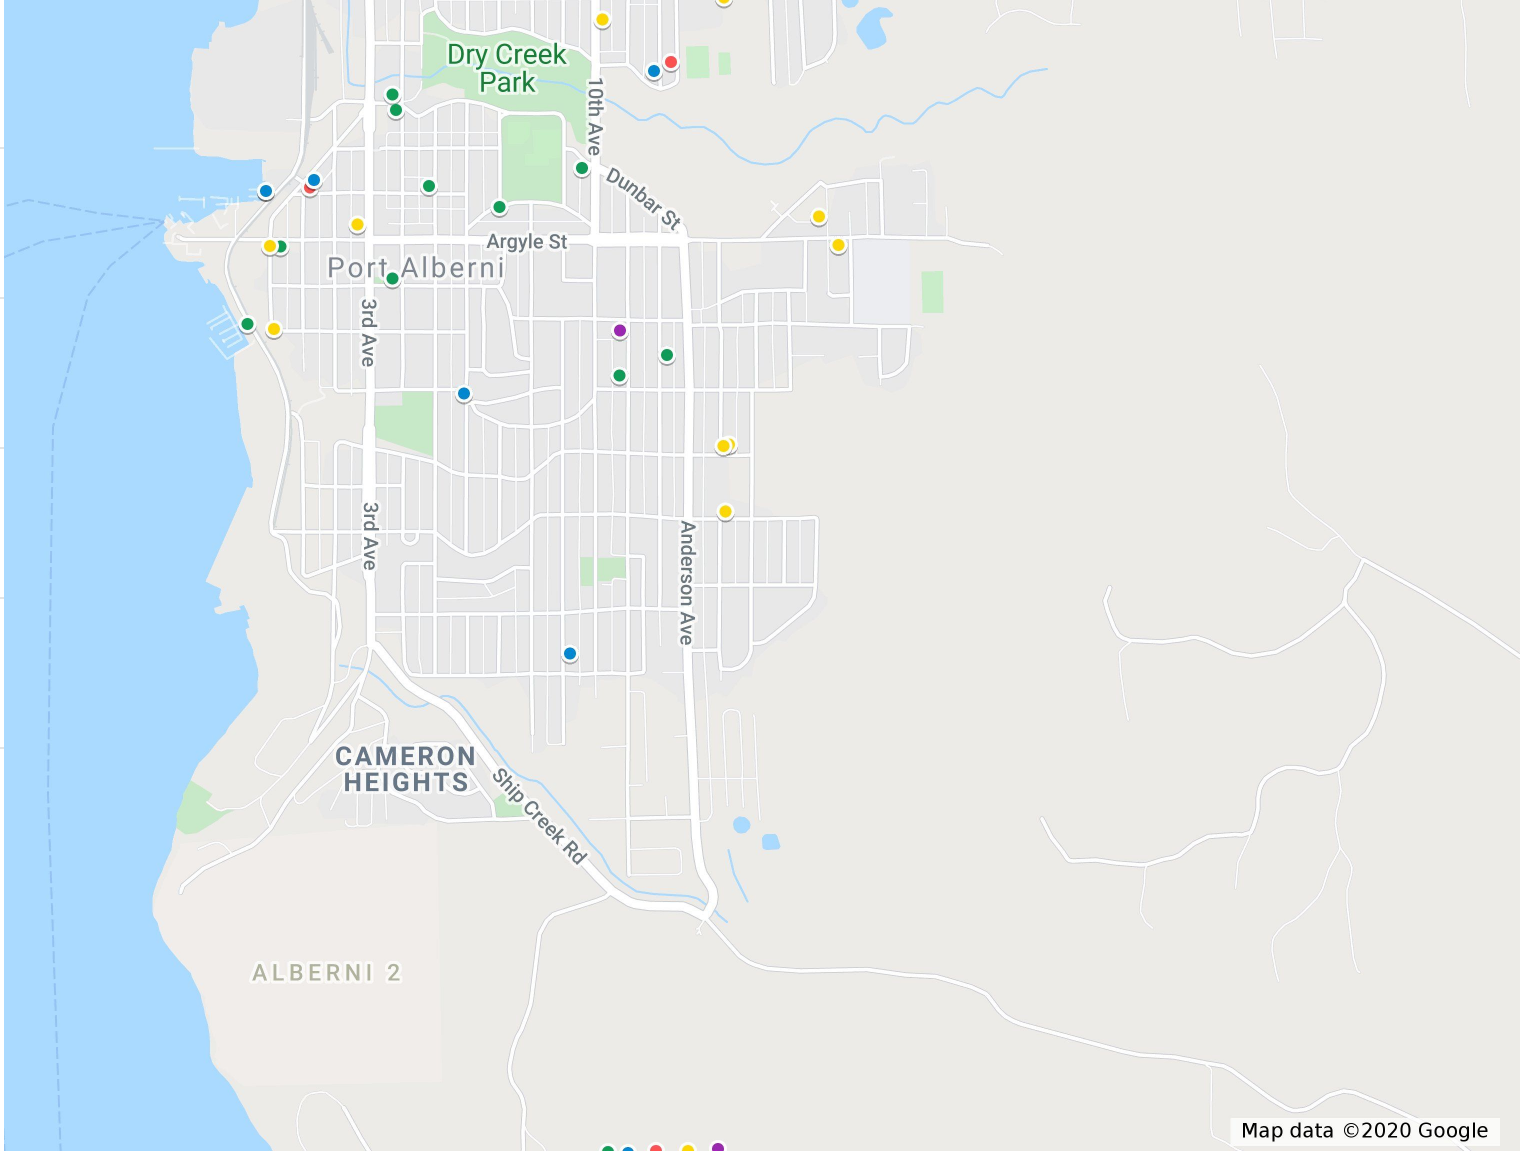 Dry Creek
Park
10th Ave
Dunbar St
Argyle St
Port Alberni
3rd Ave
3rd Ave
Anderson Ave
CAMERON
HEIGHTS
Ship Creek Rd
ALBERNI 2
Map data ©2020 Google